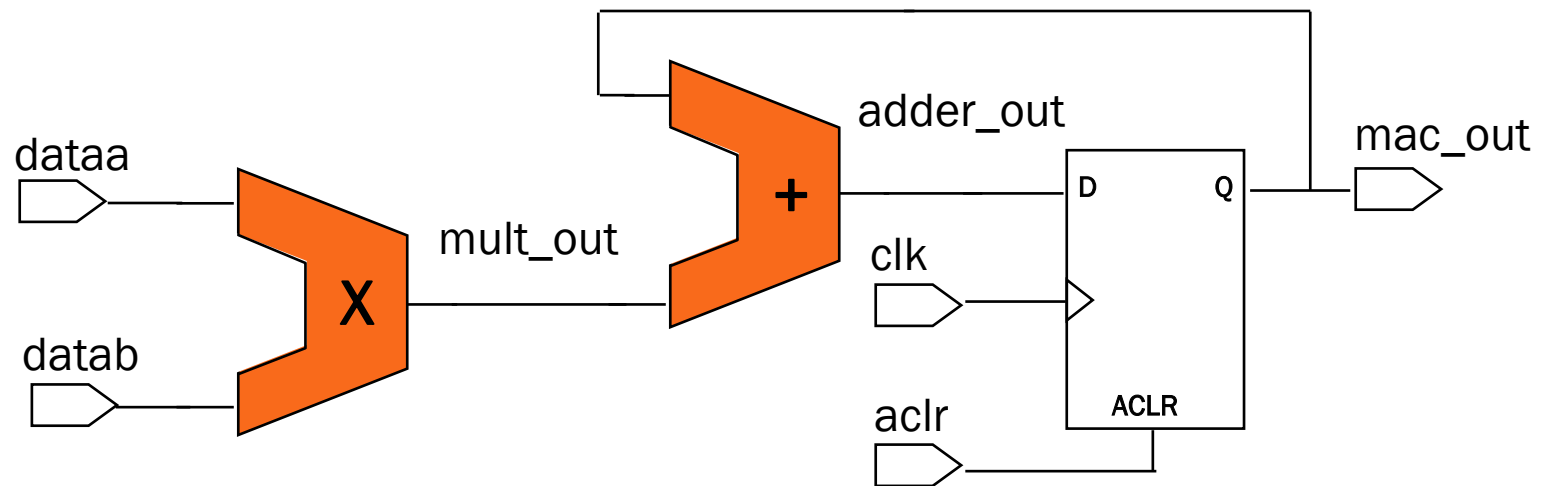 dataa
datab
X
mult_out
+
adder_out
clk
aclr
D
Q
ACLR
mac_out